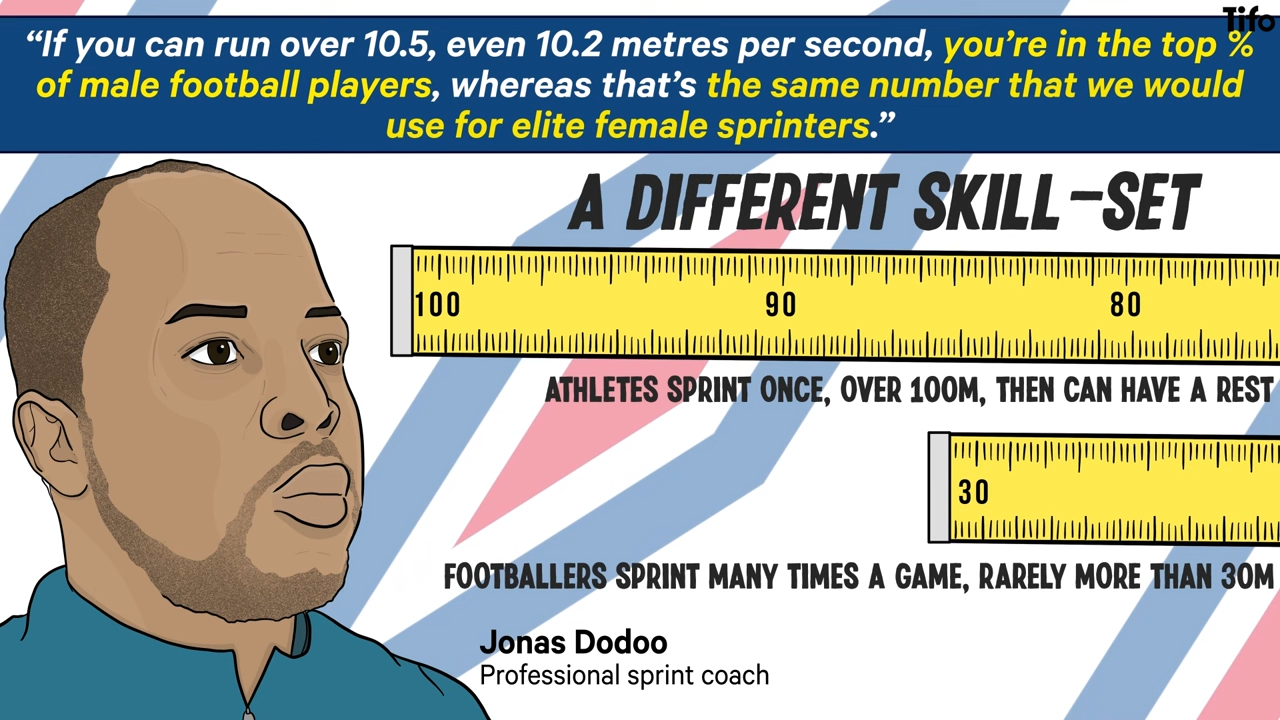 Tifo
“If you can run over 10.5, even 10.2 metres per second, you’re in the top %
of male football players, whereas that’s the same number that we would
use for elite female sprinters.”
A DIFFERENT SKILL-SET
100 90 80
ATHLETES SPRINT ONCE, OVER 100M, THEN CAN HAVE A REST
30
FOOTBALLERS SPRINT MANY TIMES A GAME, RARELY MORE THAN 30M
Jonas Dodoo
Professional sprint coach